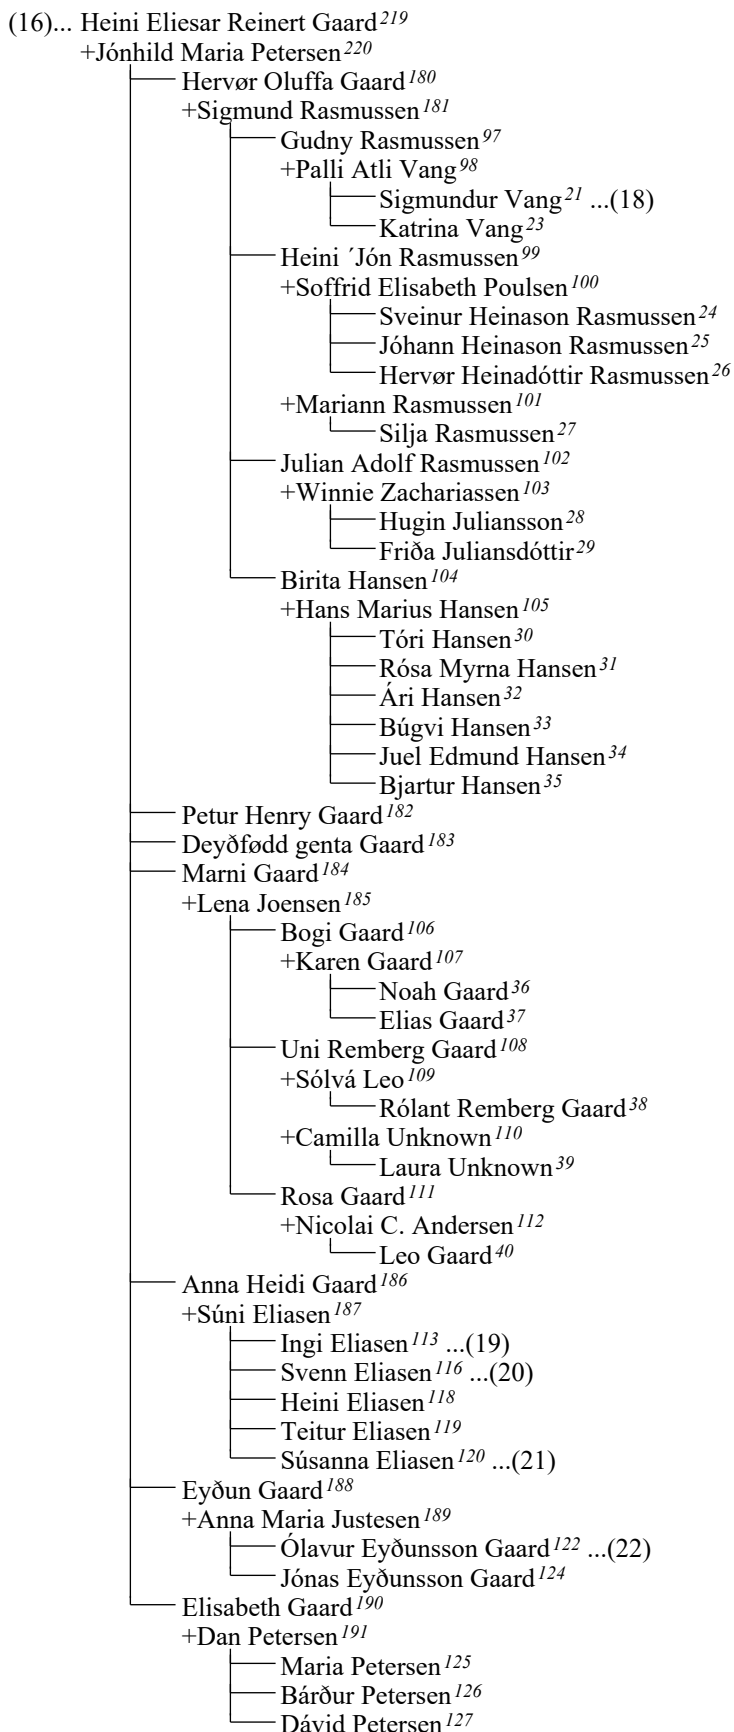 (16)... Heini Eliesar Reinert Gaard219
+Jónhild Maria Petersen220
Hervør Oluffa Gaard180
+Sigmund Rasmussen181
Gudny Rasmussen97
+Palli Atli Vang98
Sigmundur Vang21 ...(18)
Katrina Vang23
Heini ´Jón Rasmussen99
+Soffrid Elisabeth Poulsen100
Sveinur Heinason Rasmussen24
Jóhann Heinason Rasmussen25
Hervør Heinadóttir Rasmussen26
+Mariann Rasmussen101
Silja Rasmussen27
Julian Adolf Rasmussen102
+Winnie Zachariassen103
Hugin Juliansson28
Friða Juliansdóttir29
Birita Hansen104
+Hans Marius Hansen105
Tóri Hansen30
Rósa Myrna Hansen31
Ári Hansen32
Búgvi Hansen33
Juel Edmund Hansen34
Bjartur Hansen35
Petur Henry Gaard182
Deyðfødd genta Gaard183
Marni Gaard184
+Lena Joensen185
Bogi Gaard106
+Karen Gaard107
Noah Gaard36
Elias Gaard37
Uni Remberg Gaard108
+Sólvá Leo109
Rólant Remberg Gaard38
+Camilla Unknown110
Laura Unknown39
Rosa Gaard111
+Nicolai C. Andersen112
Leo Gaard40
Anna Heidi Gaard186
+Súni Eliasen187
Ingi Eliasen113 ...(19)
Svenn Eliasen116 ...(20)
Heini Eliasen118
Teitur Eliasen119
Súsanna Eliasen120 ...(21)
Eyðun Gaard188
+Anna Maria Justesen189
Ólavur Eyðunsson Gaard122 ...(22)
Jónas Eyðunsson Gaard124
Elisabeth Gaard190
+Dan Petersen191
Maria Petersen125
Bárður Petersen126
Dávid Petersen127